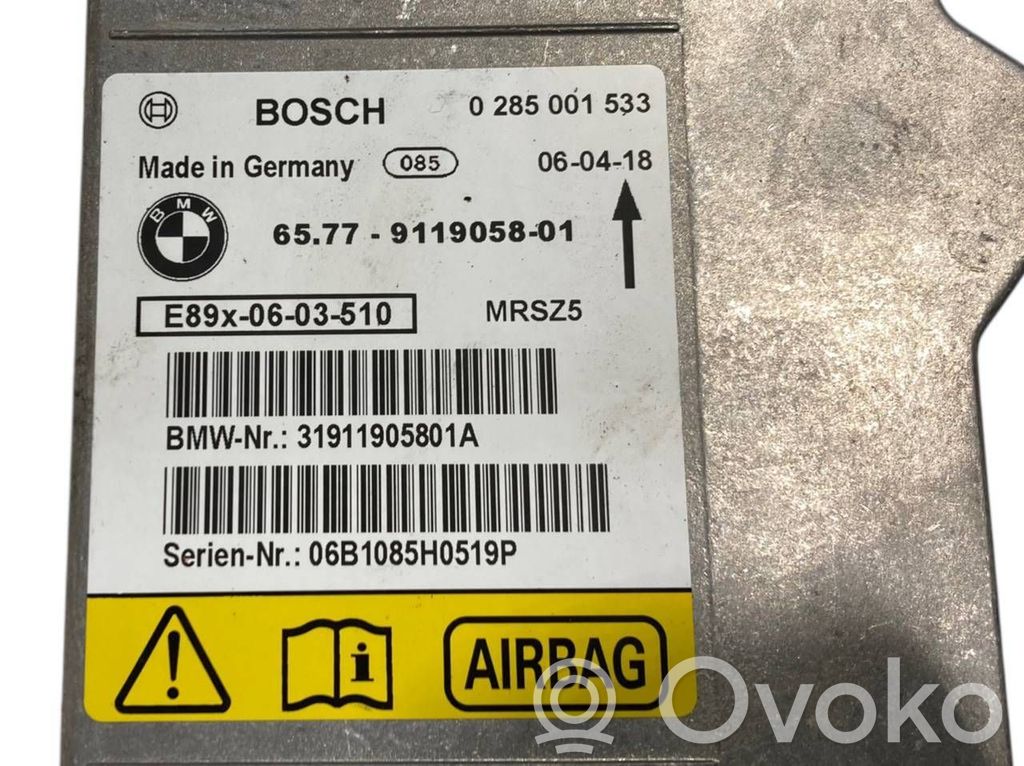 BOSCH 0 285 001 533
Made in Germany 085 06-04-18
BMW 65.77 - 9119058-01
E89x-06-03-510 MRSZ5
BMW-Nr.: 31911905801A
Serien-Nr.: 06B1085H0519P
! i AIRBAG
Ovoko